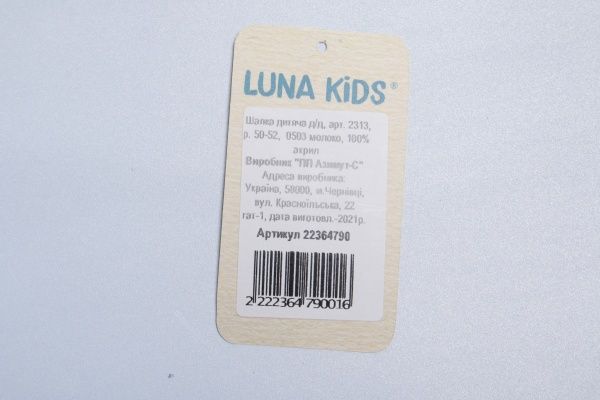 LUNA KiDS®
Шапка дитяча д/д, арт. 2313,
р. 50-52, 0503 молоко, 100%
акрил
Виробник "ПП Азимут-С"
Адреса виробника:
Україна, 58000, м.Чернівці,
вул. Красноїльська, 22
гат-1, дата виготовл.-2021р.
Артикул 22364790
2 222364 790016